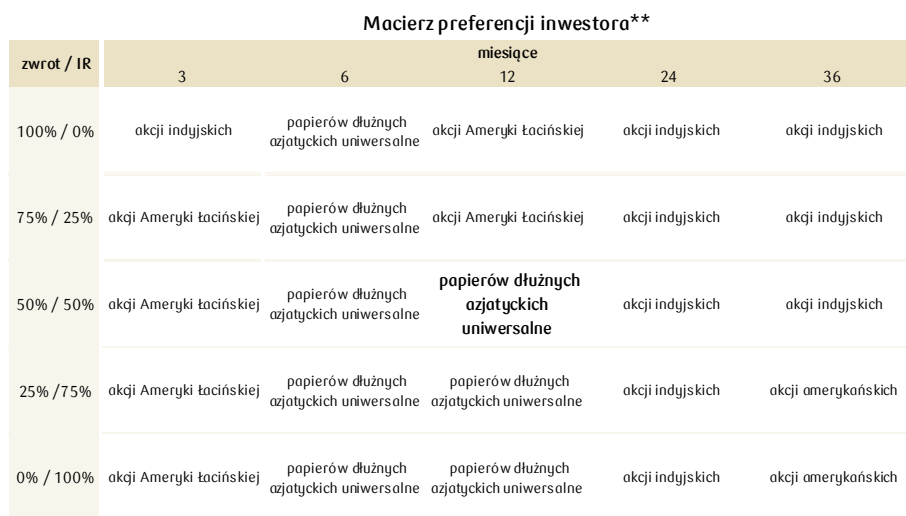 Macierz preferencji inwestora**
zwrot / IR
miesiące
3 6 12 24 36
100% / 0% akcji indyjskich papierów dłużnych azjatyckich uniwersalne akcji Ameryki Łacińskiej akcji indyjskich akcji indyjskich
75% / 25% akcji Ameryki Łacińskiej papierów dłużnych azjatyckich uniwersalne akcji Ameryki Łacińskiej akcji indyjskich akcji indyjskich
50% / 50% akcji Ameryki Łacińskiej papierów dłużnych azjatyckich uniwersalne papierów dłużnych azjatyckich uniwersalne akcji indyjskich akcji indyjskich
25% /75% akcji Ameryki Łacińskiej papierów dłużnych azjatyckich uniwersalne papierów dłużnych azjatyckich uniwersalne akcji indyjskich akcji amerykańskich
0% / 100% akcji Ameryki Łacińskiej papierów dłużnych azjatyckich uniwersalne papierów dłużnych azjatyckich uniwersalne akcji indyjskich akcji amerykańskich